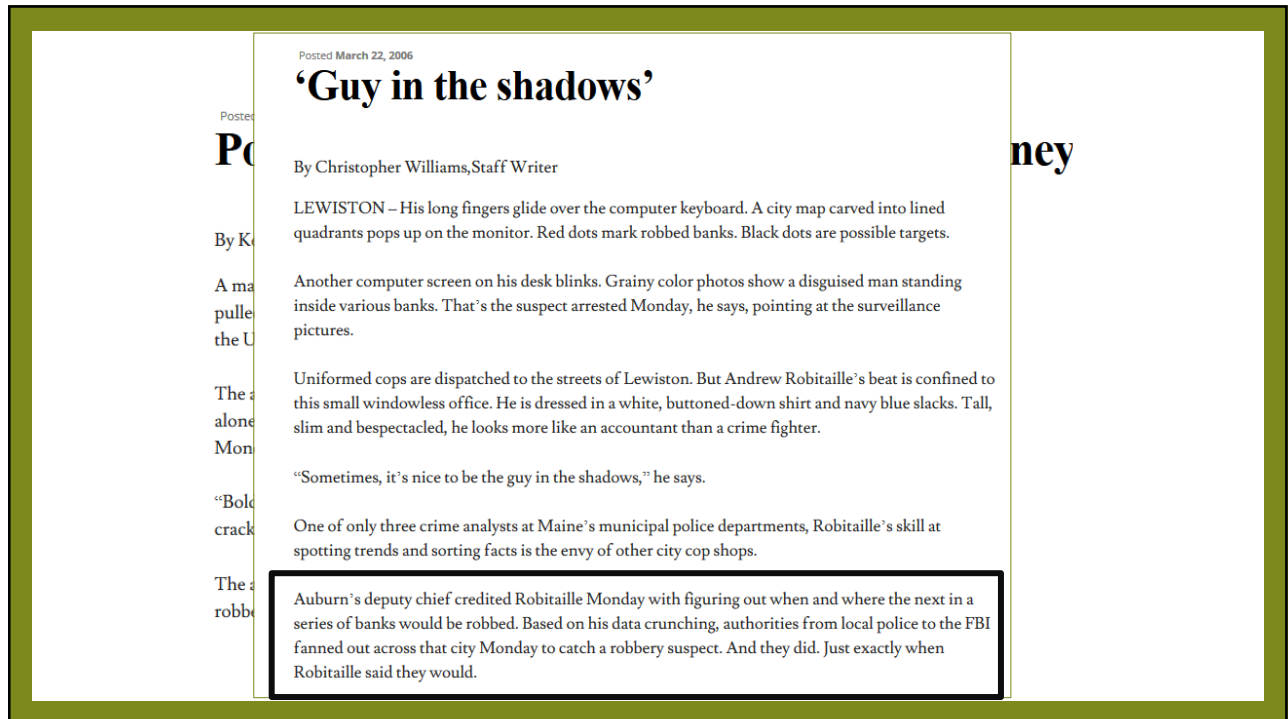 Posted March 22, 2006
‘Guy in the shadows’
By Christopher Williams,Staff Writer
LEWISTON – His long fingers glide over the computer keyboard. A city map carved into lined
quadrants pops up on the monitor. Red dots mark robbed banks. Black dots are possible targets.
Another computer screen on his desk blinks. Grainy color photos show a disguised man standing
inside various banks. That’s the suspect arrested Monday, he says, pointing at the surveillance
pictures.
Uniformed cops are dispatched to the streets of Lewiston. But Andrew Robitaille’s beat is confined to
this small windowless office. He is dressed in a white, buttoned-down shirt and navy blue slacks. Tall,
slim and bespectacled, he looks more like an accountant than a crime fighter.
“Sometimes, it’s nice to be the guy in the shadows,” he says.
One of only three crime analysts at Maine’s municipal police departments, Robitaille’s skill at
spotting trends and sorting facts is the envy of other city cop shops.
Auburn’s deputy chief credited Robitaille Monday with figuring out when and where the next in a
series of banks would be robbed. Based on his data crunching, authorities from local police to the FBI
fanned out across that city Monday to catch a robbery suspect. And they did. Just exactly when
Robitaille said they would.
By
A
the
The
alone
The